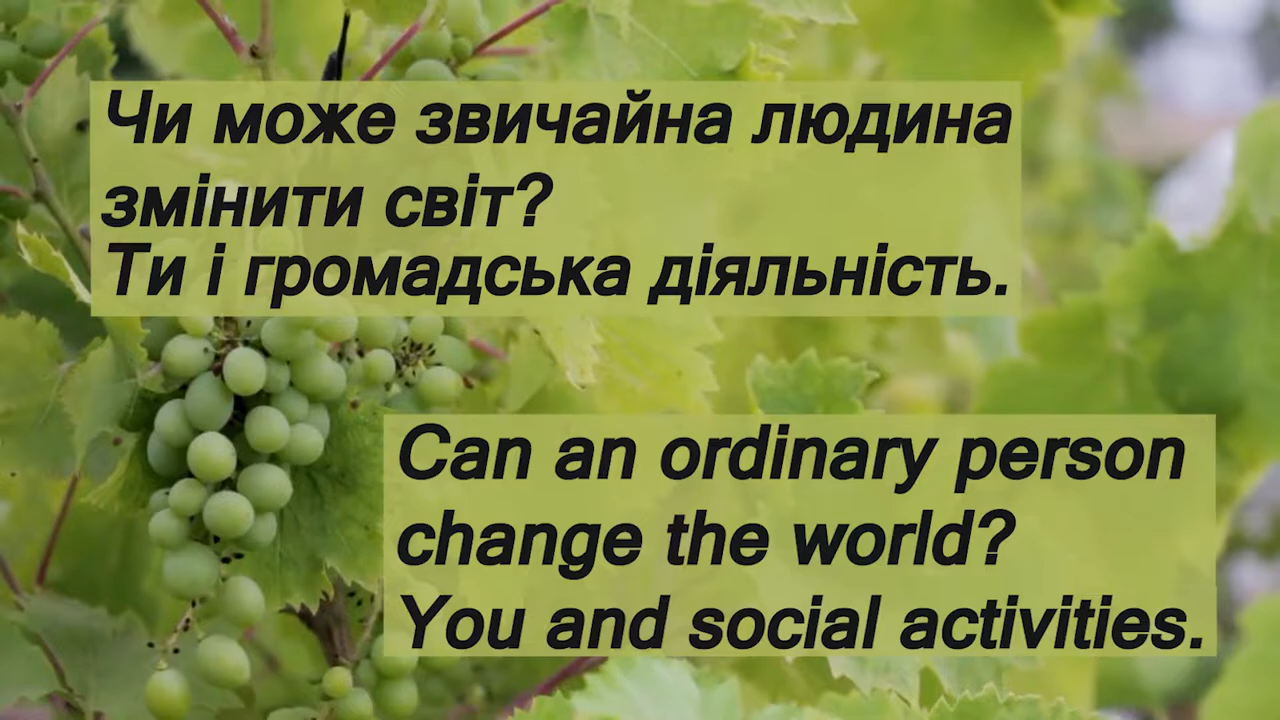 Чи може звичайна людина
змінити світ?
Ти і громадська діяльність.
Can an ordinary person
change the world?
You and social activities.